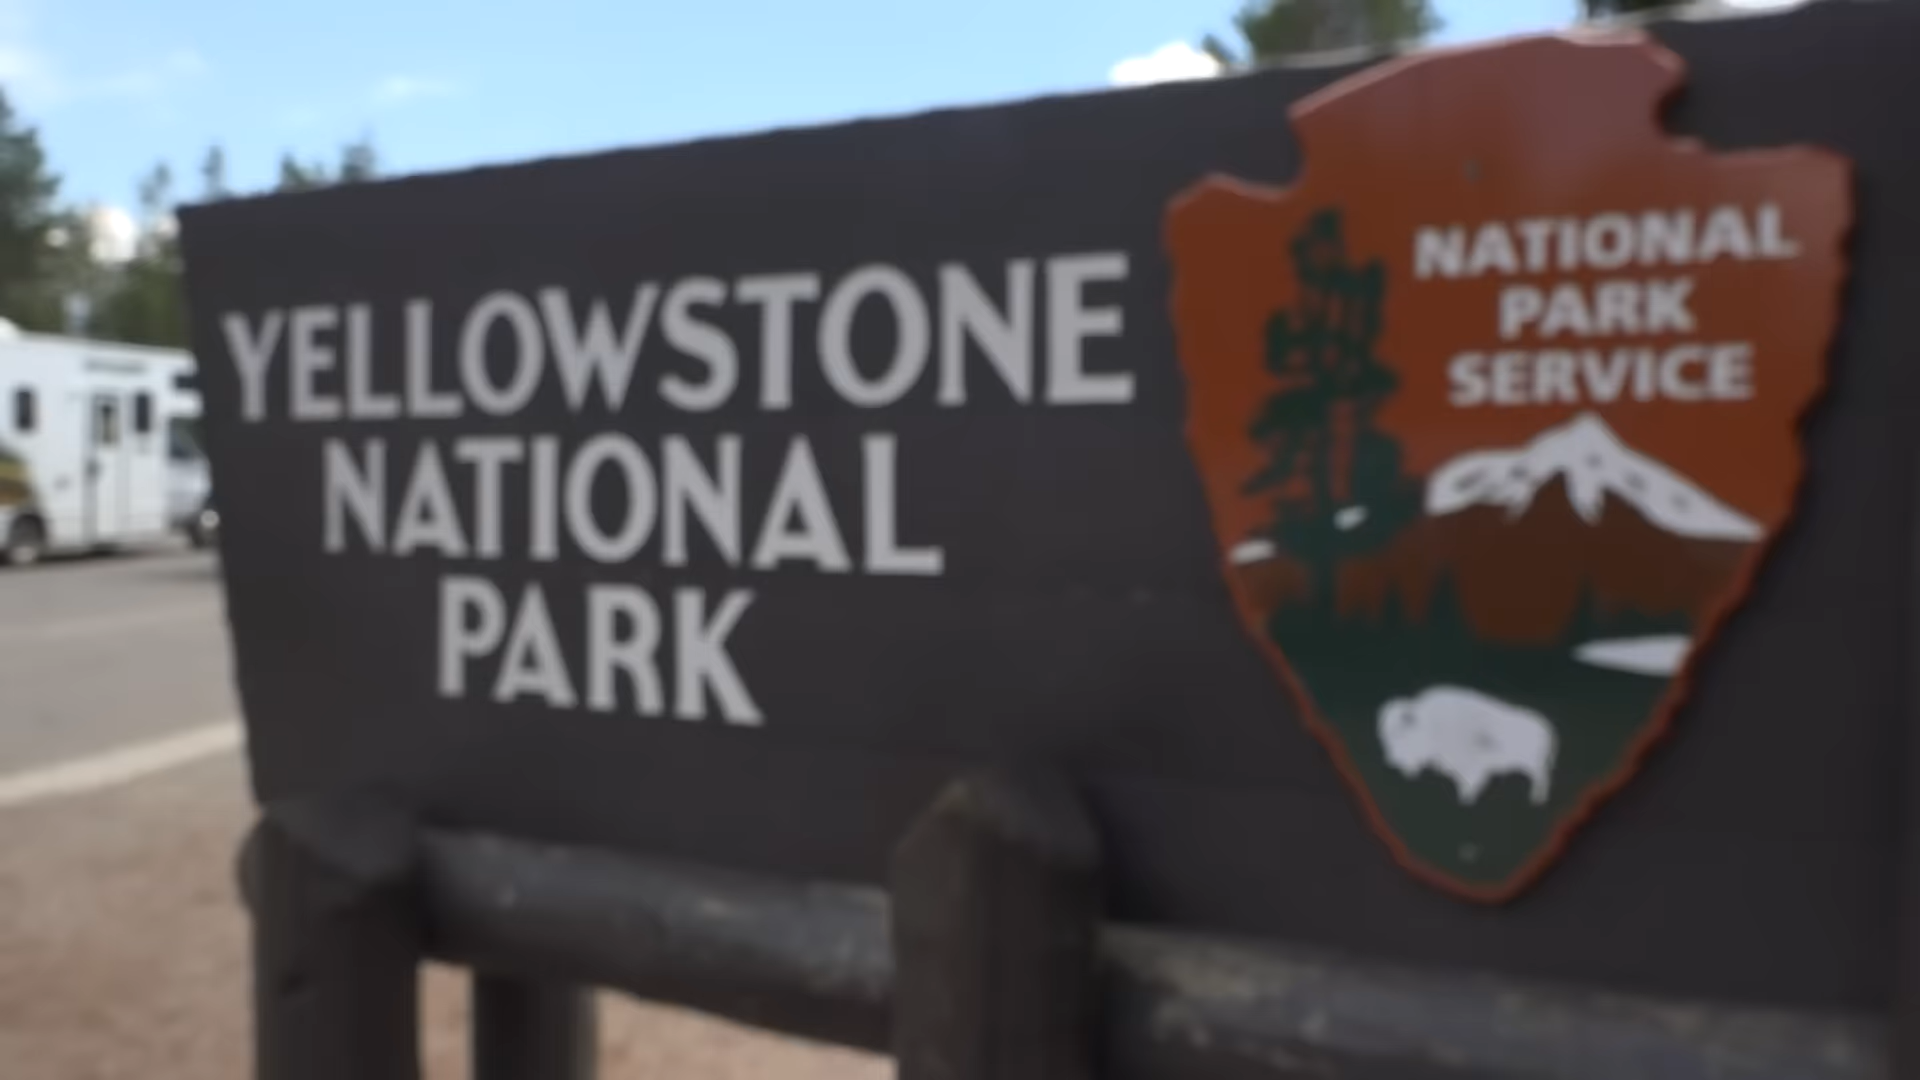 YELLOWSTONE
NATIONAL
PARK
NATIONAL
PARK
SERVICE